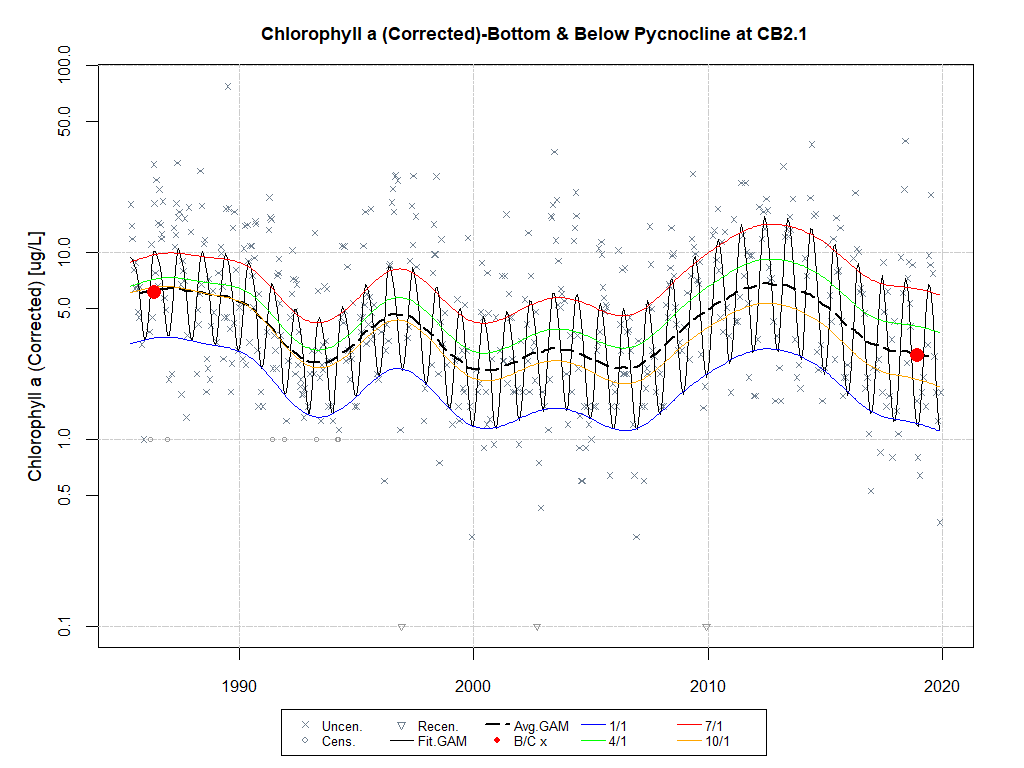 Chlorophyll a (Corrected)-Bottom & Below Pycnocline at CB2.1
Chlorophyll a (Corrected) [ug/L]
100.0
50.0
10.0
5.0
1.0
0.5
0.1
1990 2000 2010 2020
Uncen. Recen. Avg.GAM 1/1 7/1
Cens. Fit.GAM B/C x 4/1 10/1